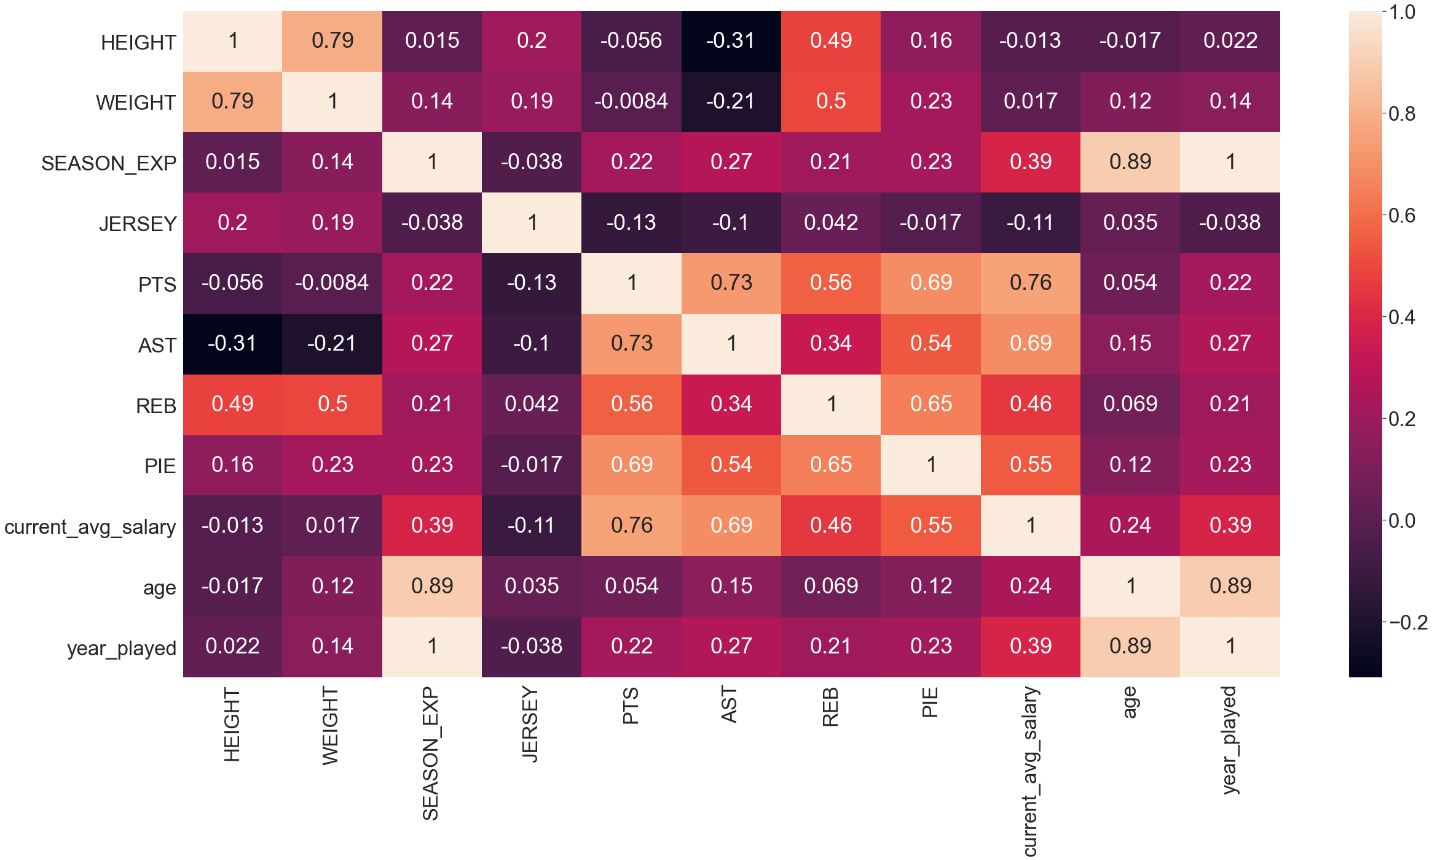 HEIGHT 1 0.79 0.015 0.2 -0.056 -0.31 0.49 0.16 -0.013 -0.017 0.022
WEIGHT 0.79 1 0.14 0.19 -0.0084 -0.21 0.5 0.23 0.017 0.12 0.14
SEASON_EXP 0.015 0.14 1 -0.038 0.22 0.27 0.21 0.23 0.39 0.89 1
JERSEY 0.2 0.19 -0.038 1 -0.13 -0.1 0.042 -0.017 -0.11 0.035 -0.038
PTS -0.056 -0.0084 0.22 -0.13 1 0.73 0.56 0.69 0.76 0.054 0.22
AST -0.31 -0.21 0.27 -0.1 0.73 1 0.34 0.54 0.69 0.15 0.27
REB 0.49 0.5 0.21 0.042 0.56 0.34 1 0.65 0.46 0.069 0.21
PIE 0.16 0.23 0.23 -0.017 0.69 0.54 0.65 1 0.55 0.12 0.23
current_avg_salary -0.013 0.017 0.39 -0.11 0.76 0.69 0.46 0.55 1 0.24 0.39
age -0.017 0.12 0.89 0.035 0.054 0.15 0.069 0.12 0.24 1 0.89
year_played 0.022 0.14 1 -0.038 0.22 0.27 0.21 0.23 0.39 0.89 1
HEIGHT WEIGHT SEASON_EXP JERSEY PTS AST REB PIE current_avg_salary age year_played
1.0
0.8
0.6
0.4
0.2
0.0
−0.2